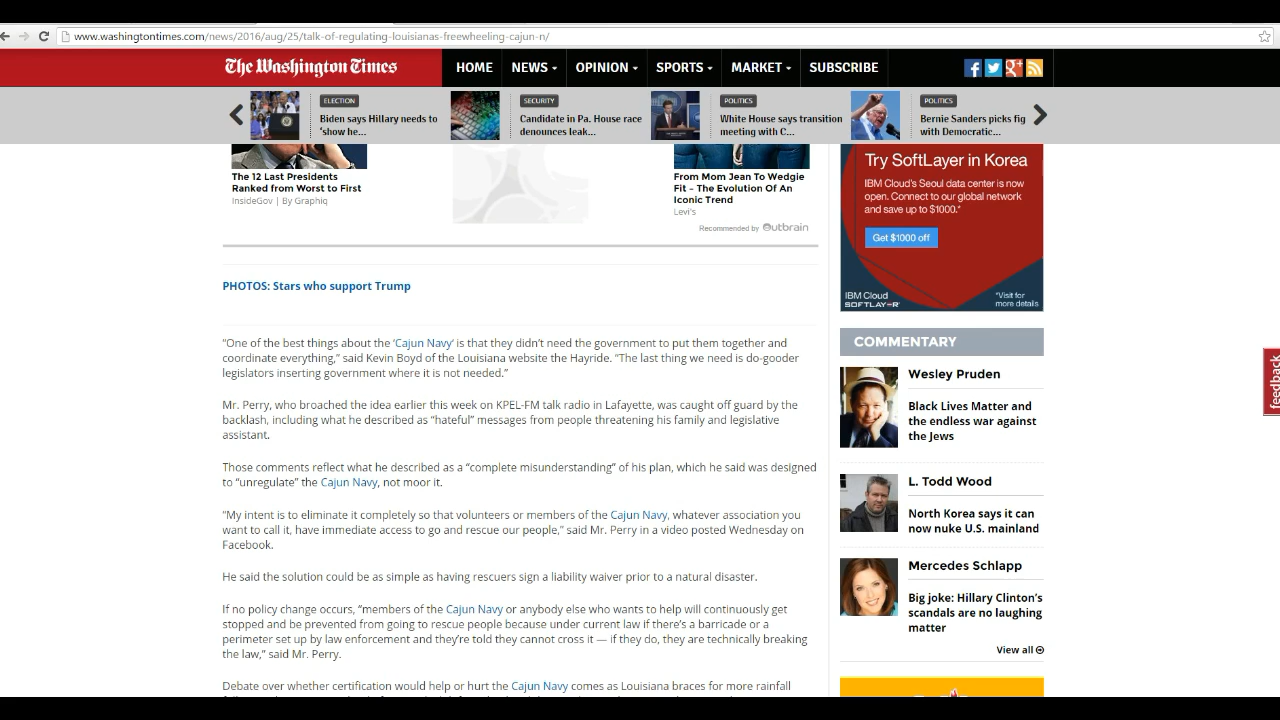 www.washingtontimes.com/news/2016/aug/25/talk-of-regulating-louisianas-freewheeling-cajun-n/
The Washington Times
HOME NEWS OPINION SPORTS MARKET SUBSCRIBE
ELECTION
Biden says Hillary needs to
‘show he...
SECURITY
Candidate in Pa. House race
denounces leak...
POLITICS
White House says transition
meeting with C...
POLITICS
Bernie Sanders picks fig
with Democratic...
The 12 Last Presidents
Ranked from Worst to First
InsideGov | By Graphiq
From Mom Jean To Wedgie
Fit – The Evolution Of An
Iconic Trend
Levi's
Recommended by Outbrain
PHOTOS: Stars who support Trump
“One of the best things about the ‘Cajun Navy’ is that they didn’t need the government to put them together and
coordinate everything,” said Kevin Boyd of the Louisiana website the Hayride. “The last thing we need is do-gooder
legislators inserting government where it is not needed.”
Mr. Perry, who broached the idea earlier this week on KPEL-FM talk radio in Lafayette, was caught off guard by the
backlash, including what he described as “hateful” messages from people threatening his family and legislative
assistant.
Those comments reflect what he described as a “complete misunderstanding” of his plan, which he said was designed
to “unregulate” the Cajun Navy, not moor it.
“My intent is to eliminate it completely so that volunteers or members of the Cajun Navy, whatever association you
want to call it, have immediate access to go and rescue our people,” said Mr. Perry in a video posted Wednesday on
Facebook.
He said the solution could be as simple as having rescuers sign a liability waiver prior to a natural disaster.
If no policy change occurs, “members of the Cajun Navy or anybody else who wants to help will continuously get
stopped and be prevented from going to rescue people because under current law if there’s a barricade or a
perimeter set up by law enforcement and they’re told they cannot cross it — if they do, they are technically breaking
the law,” said Mr. Perry.
Debate over whether certification would help or hurt the Cajun Navy comes as Louisiana braces for more rainfall
Try SoftLayer in Korea
IBM Cloud's Seoul data center is now
open. Connect to our global network
and save up to $1000.*
Get $1000 off
IBM Cloud
SOFTLAYER
*Visit for
more details
COMMENTARY
Wesley Pruden
Black Lives Matter and
the endless war against
the Jews
L. Todd Wood
North Korea says it can
now nuke U.S. mainland
Mercedes Schlapp
Big joke: Hillary Clinton’s
scandals are no laughing
matter
View all
feedback